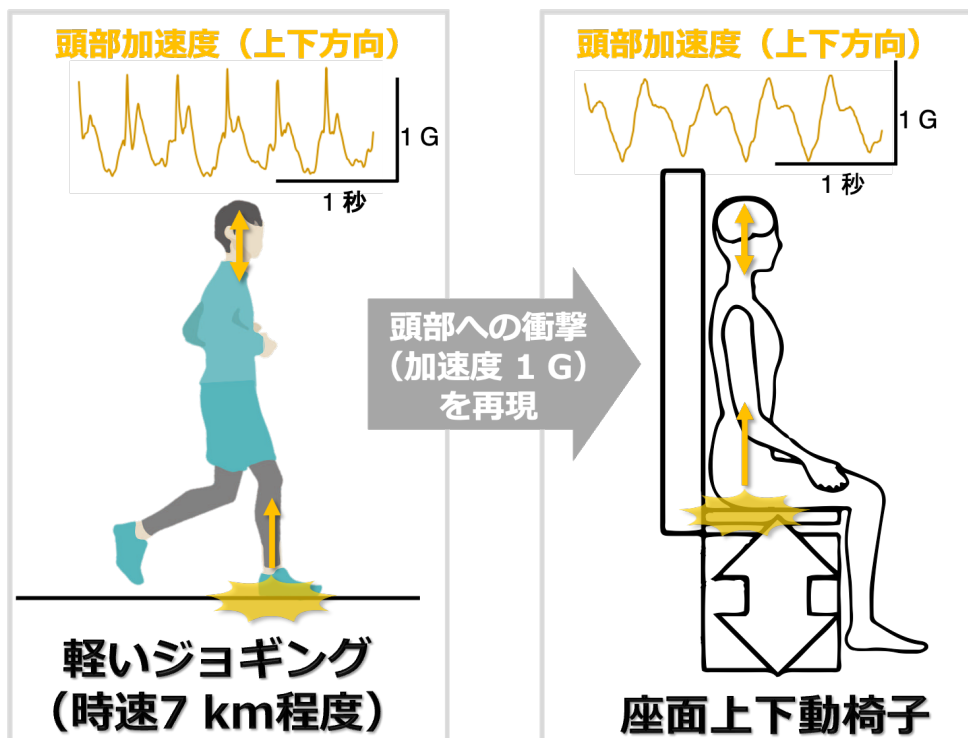 頭部加速度（上下方向）
1 G
1 秒
軽いジョギング
（時速7 km程度）
頭部への衝撃
（加速度 1 G）
を再現
頭部加速度（上下方向）
1 G
1 秒
座面上下動椅子